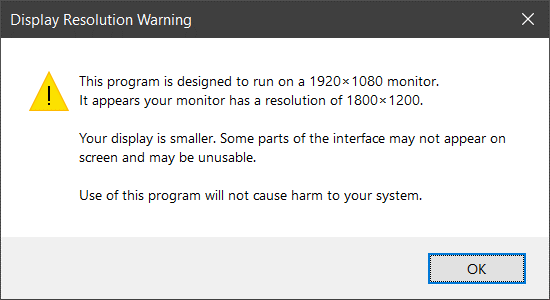 Display Resolution Warning
This program is designed to run on a 1920×1080 monitor.
It appears your monitor has a resolution of 1800×1200.
Your display is smaller. Some parts of the interface may not appear on
screen and may be unusable.
Use of this program will not cause harm to your system.
OK